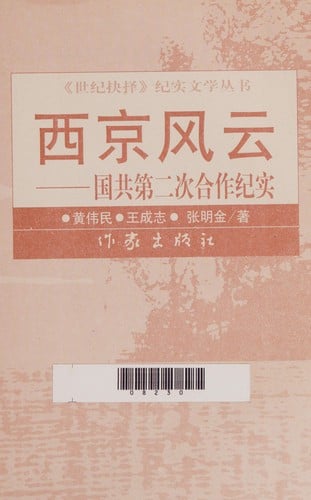 《世纪抉择》纪实文学丛书
西京风云
——国共第二次合作纪实
●黄伟民●王成志● 张明金/著
作家出版社
08230